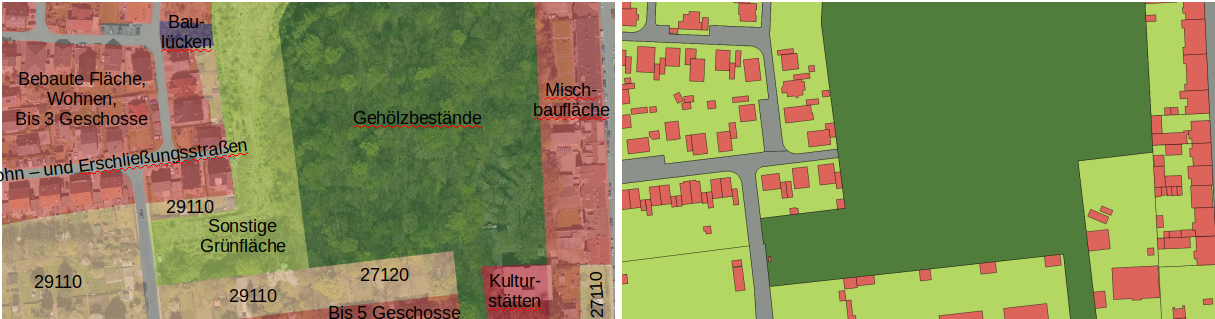 Bau-
lücken
Bebaute Fläche,
Wohnen,
Bis 3 Geschosse
Gehölzbestände
Misch-
baufläche
ohn – und Erschließungsstraßen
29110
Sonstige
Grünfläche
29110
29110
27120
Kultur-
stätten
27110
Bis 5 Geschosse